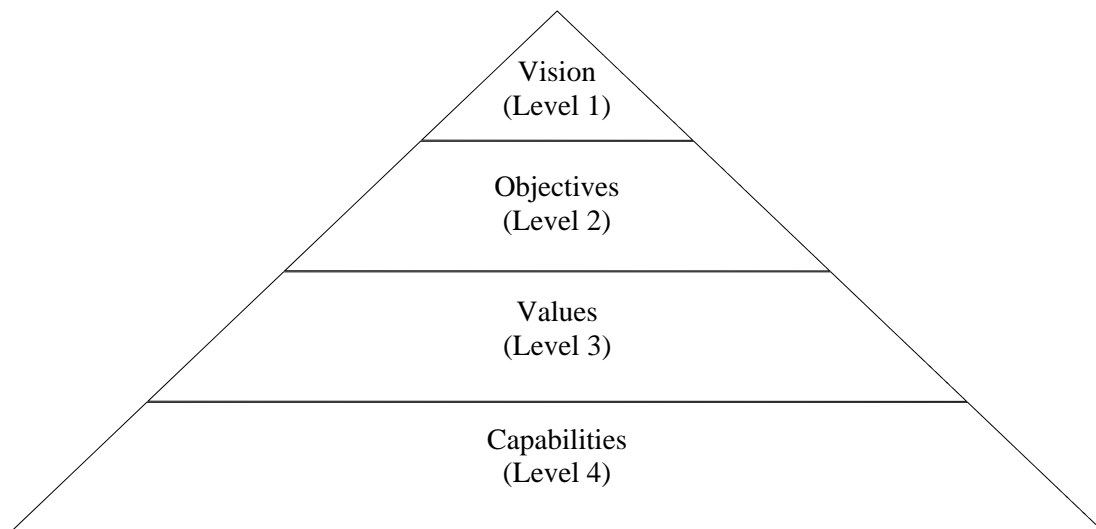 Vision
(Level 1)
Objectives
(Level 2)
Values
(Level 3)
Capabilities
(Level 4)